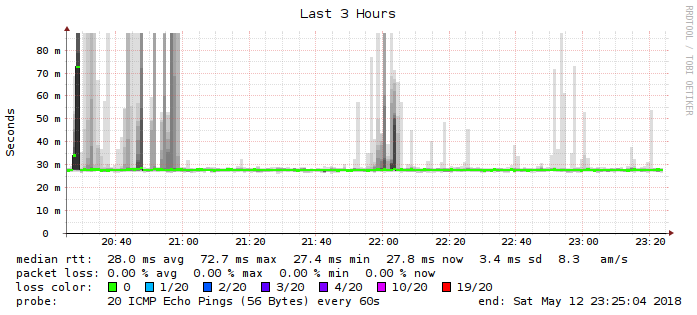 Last 3 Hours
RRDTOOL / TOBI OETIKER
Seconds
80 m
70 m
60 m
50 m
40 m
30 m
20 m
10 m
0
20:40 21:00 21:20 21:40 22:00 22:20 22:40 23:00 23:20
median rtt: 28.0 ms avg 72.7 ms max 27.4 ms min 27.8 ms now 3.4 ms sd 8.3 am/s
packet loss: 0.00 % avg 0.00 % max 0.00 % min 0.00 % now
loss color: 0 1/20 2/20 3/20 4/20 10/20 19/20
probe: 20 ICMP Echo Pings (56 Bytes) every 60s end: Sat May 12 23:25:04 2018